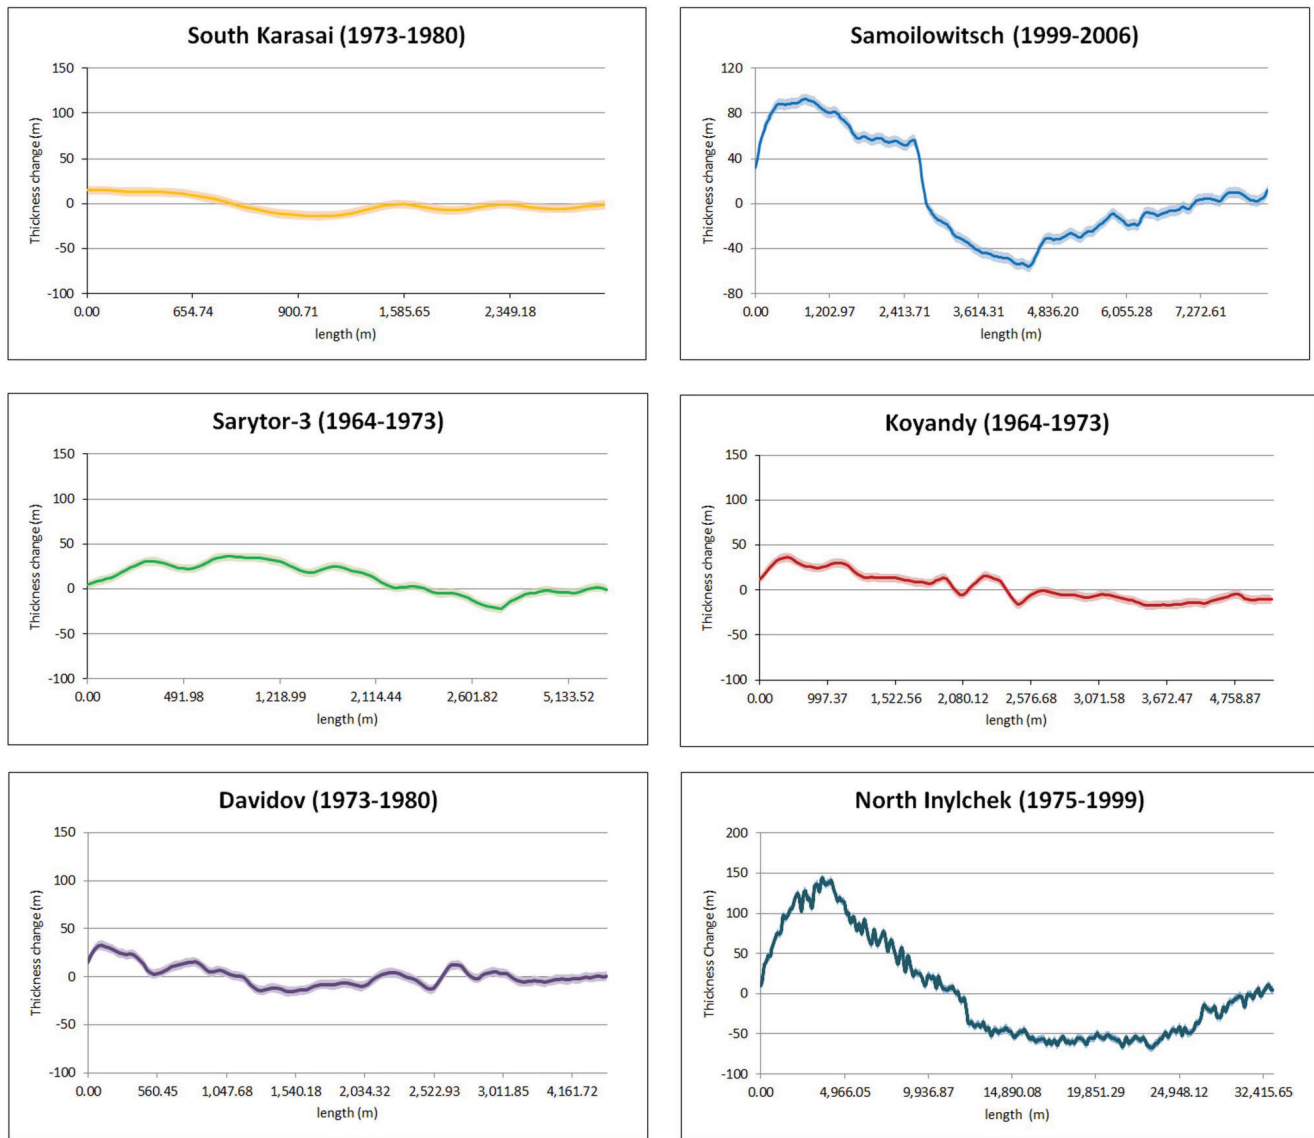 South Karasai (1973-1980)
Thickness change (m)
150
100
50
0
-50
-100
0.00 654.74 900.71 1,585.65 2,349.18
length (m)
Samoilowitsch (1999-2006)
Thickness change (m)
120
80
40
0
-40
-80
0.00 1,202.97 2,413.71 3,614.31 4,836.20 6,055.28 7,272.61
length (m)
Sarytor-3 (1964-1973)
Thickness change (m)
150
100
50
0
-50
-100
0.00 491.98 1,218.99 2,114.44 2,601.82 5,133.52
length (m)
Koyandy (1964-1973)
Thickness change (m)
150
100
50
0
-50
-100
0.00 997.37 1,522.56 2,080.12 2,576.68 3,071.58 3,672.47 4,758.87
length (m)
Davidov (1973-1980)
Thickness change (m)
150
100
50
0
-50
-100
0.00 560.45 1,047.68 1,540.18 2,034.32 2,522.93 3,011.85 4,161.72
length (m)
North Inylchek (1975-1999)
Thickness Change (m)
200
150
100
50
0
-50
-100
0.00 4,966.05 9,936.87 14,890.08 19,851.29 24,948.12 32,415.65
length (m)